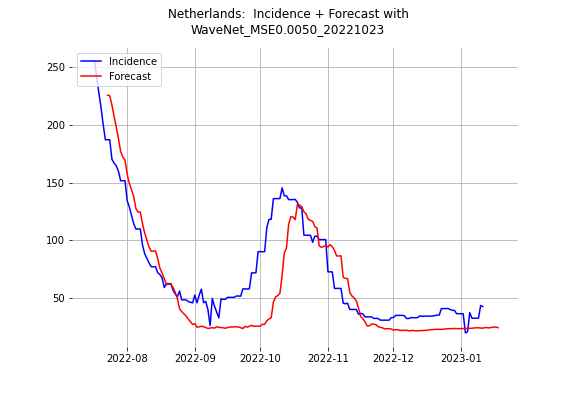 Netherlands:  Incidence + Forecast with
WaveNet_MSE0.0050_20221023
Incidence
Forecast
250
200
150
100
50
2022-08
2022-09
2022-10
2022-11
2022-12
2023-01